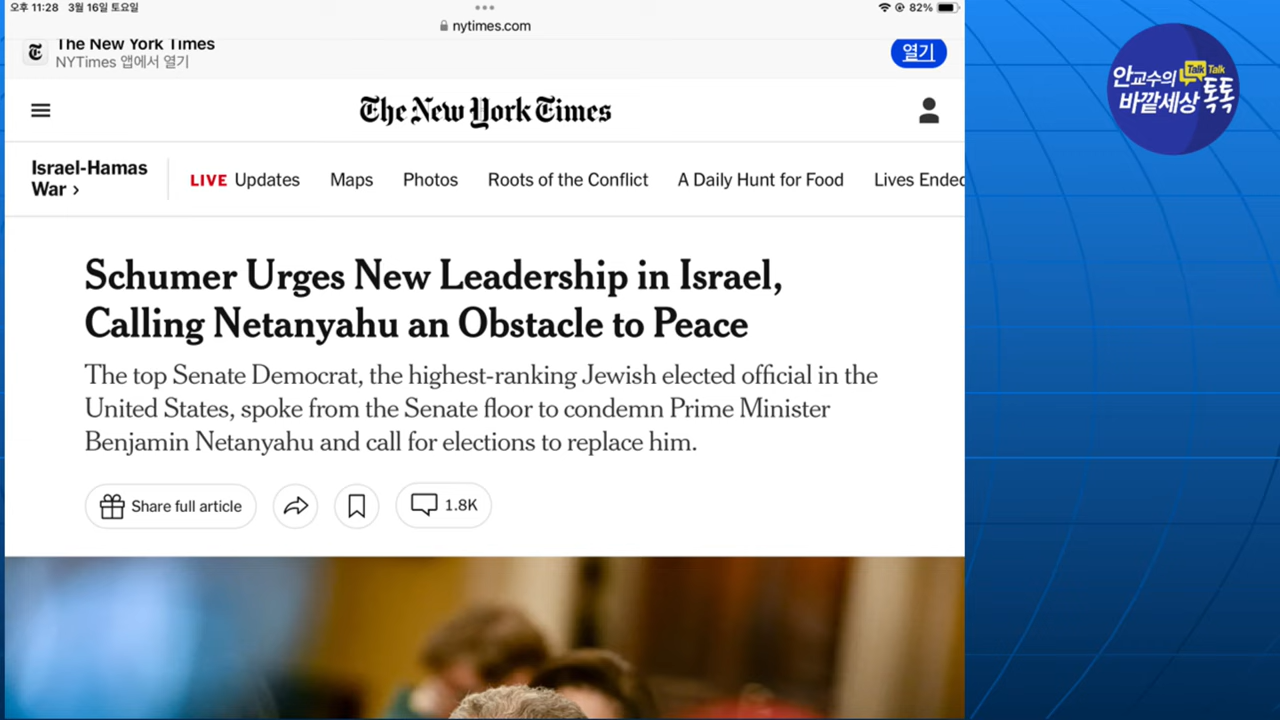 오후 11:28 3월 16일 토요일
82%
nytimes.com
The New York Times
NYTimes 앱에서 열기
열기
The New York Times
Israel-Hamas
War ›
LIVE Updates
Maps
Photos
Roots of the Conflict
A Daily Hunt for Food
Lives Ended
Schumer Urges New Leadership in Israel,
Calling Netanyahu an Obstacle to Peace
The top Senate Democrat, the highest-ranking Jewish elected official in the
United States, spoke from the Senate floor to condemn Prime Minister
Benjamin Netanyahu and call for elections to replace him.
Share full article
1.8K
안교수의 Talk Talk
바깥세상 톡톡